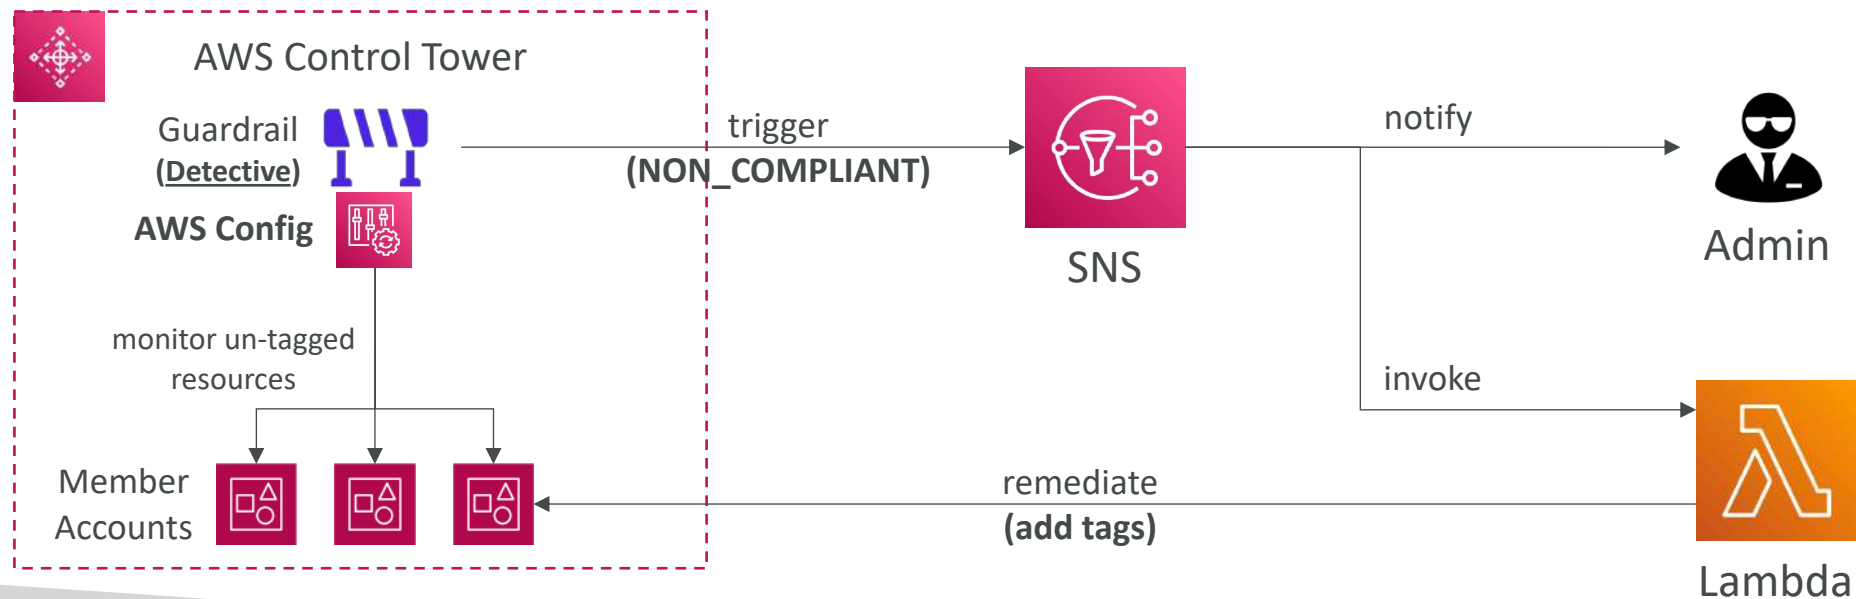 AWS Control Tower
Guardrail
(Detective)
AWS Config
trigger
(NON_COMPLIANT)
SNS
notify
Admin
monitor un-tagged
resources
invoke
Member
Accounts
remediate
(add tags)
Lambda